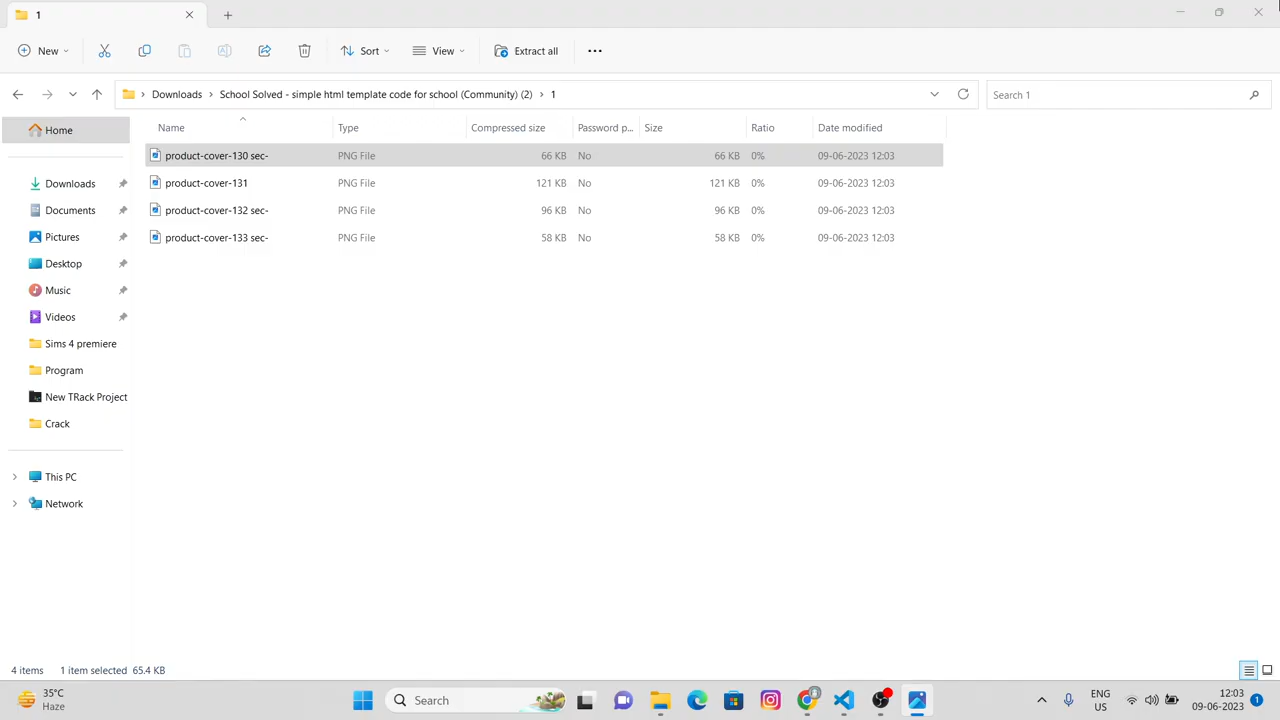 1
New
Sort
View
Extract all
Downloads
School Solved - simple html template code for school (Community) (2)
1
Search 1
Home
Downloads
Documents
Pictures
Desktop
Music
Videos
Sims 4 premiere
Program
New TRack Project
Crack
This PC
Network
Name Type Compressed size Password p... Size Ratio Date modified
product-cover-130 sec- PNG File 66 KB No 66 KB 0% 09-06-2023 12:03
product-cover-131 PNG File 121 KB No 121 KB 0% 09-06-2023 12:03
product-cover-132 sec- PNG File 96 KB No 96 KB 0% 09-06-2023 12:03
product-cover-133 sec- PNG File 58 KB No 58 KB 0% 09-06-2023 12:03
4 items 1 item selected 65.4 KB
35°C
Haze
Search
ENG
US
12:03
09-06-2023
1